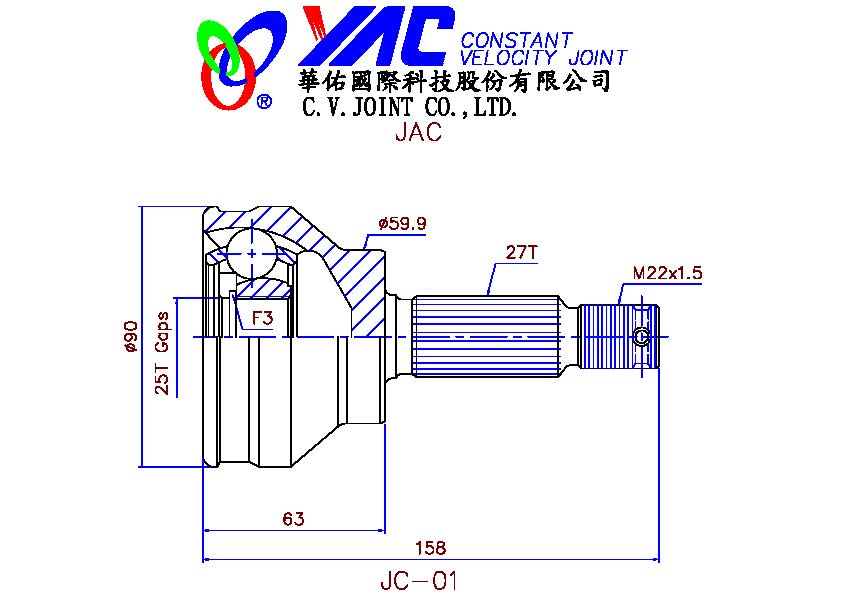 YAC CONSTANT
VELOCITY JOINT
®
華佑國際科技股份有限公司
C.V.JOINT CO.,LTD.
JAC
ø59.9
27T
M22x1.5
F3
ø90
25T Gaps
63
158
JC-01